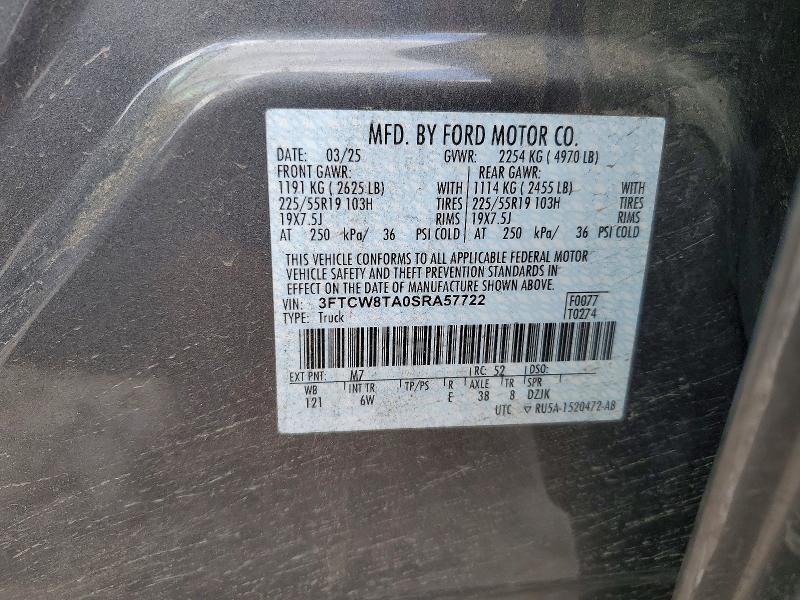 MFD. BY FORD MOTOR CO.
DATE: 03/25 GVWR: 2254 KG ( 4970 LB)
FRONT GAWR: REAR GAWR:
1191 KG ( 2625 LB) WITH 1114 KG ( 2455 LB) WITH
225/55R19 103H TIRES 225/55R19 103H TIRES
19X7.5J RIMS 19X7.5J RIMS
AT 250 kPa/ 36 PSI COLD AT 250 kPa/ 36 PSI COLD
THIS VEHICLE CONFORMS TO ALL APPLICABLE FEDERAL MOTOR
VEHICLE SAFETY AND THEFT PREVENTION STANDARDS IN
EFFECT ON THE DATE OF MANUFACTURE SHOWN ABOVE.
VIN: 3FTCW8TA0SRA57722 F0077
TYPE: Truck T0274
EXT PNT: M7 RC: 52 DSO:
WB INT TR TP/PS R AXLE TR SPR
121 6W E 38 8 DZJK
UTC ▽ RU5A-1520472-AB